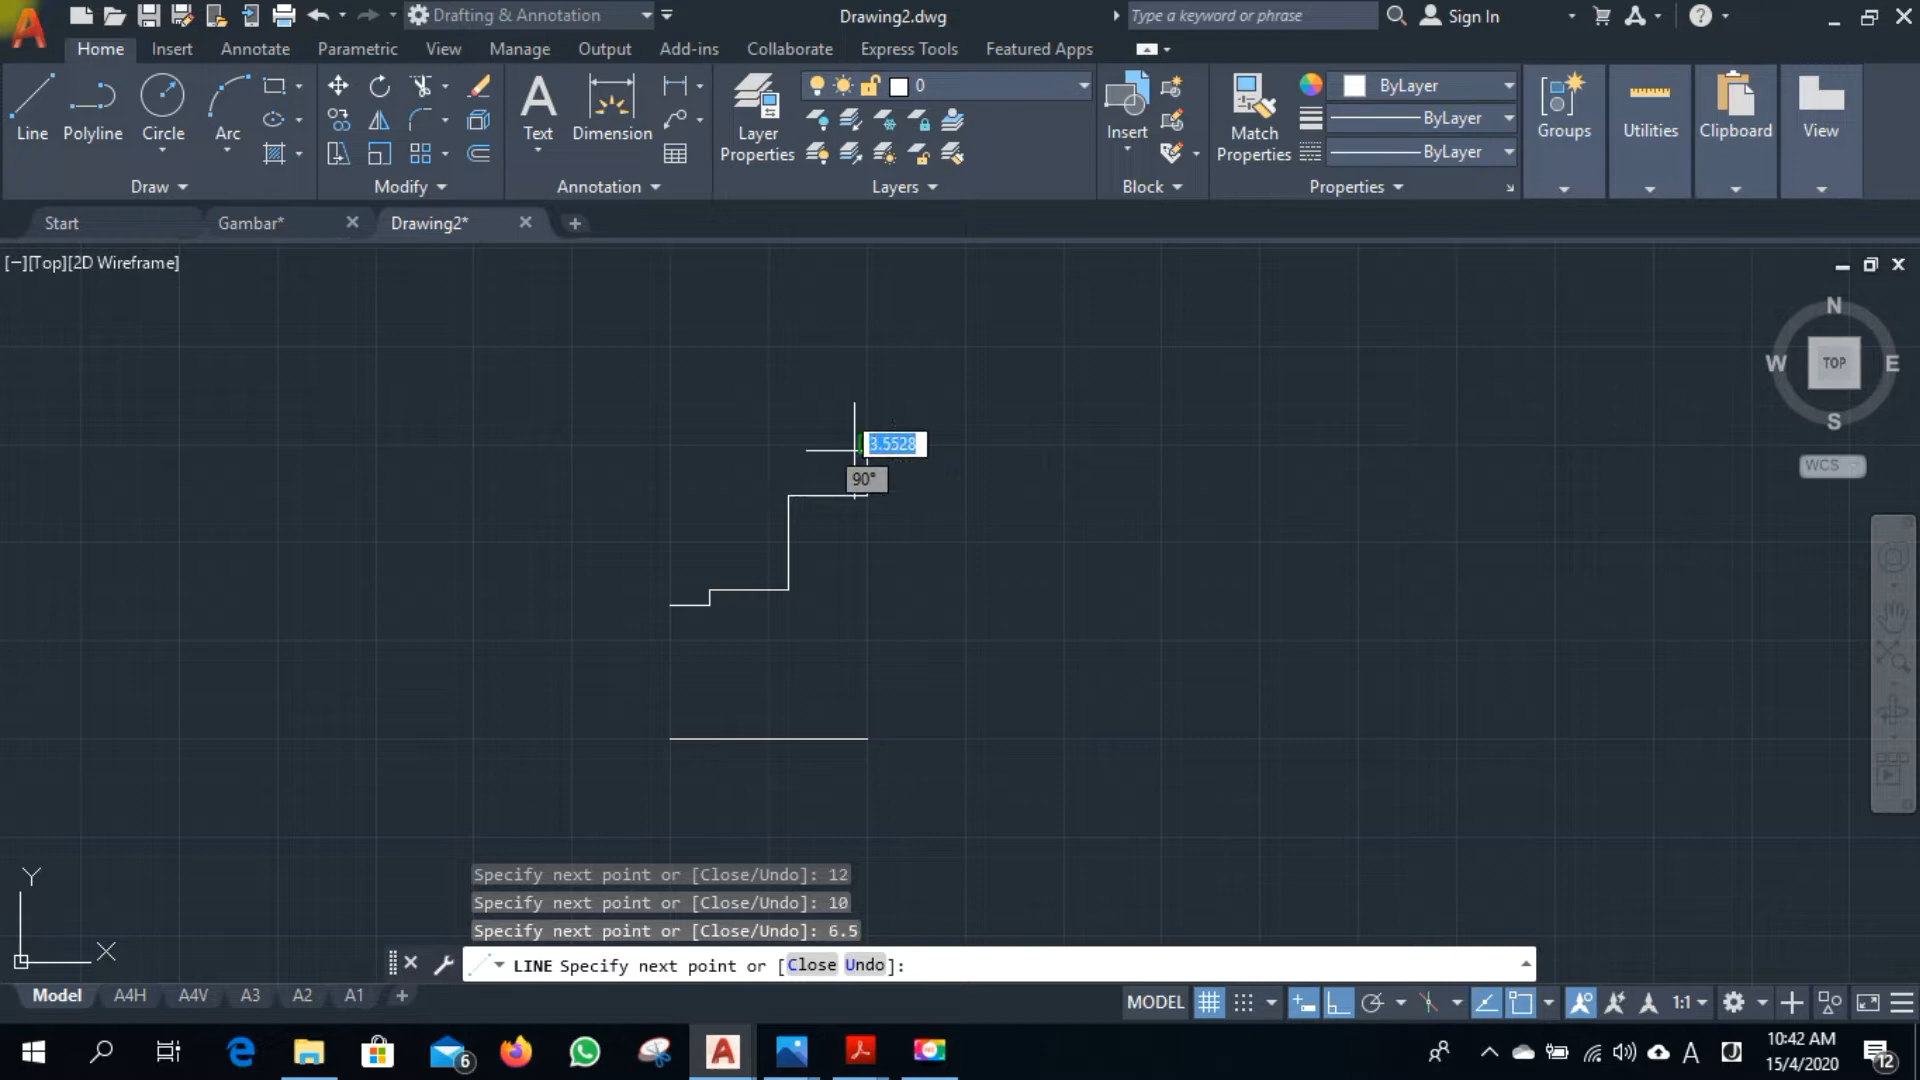 Drafting & Annotation
Drawing2.dwg
Type a keyword or phrase
Sign In
Home
Insert
Annotate
Parametric
View
Manage
Output
Add-ins
Collaborate
Express Tools
Featured Apps
Line
Polyline
Circle
Arc
Text
Dimension
Layer
Properties
0
Insert
Match
Properties
ByLayer
ByLayer
ByLayer
Groups
Utilities
Clipboard
View
Draw
Modify
Annotation
Layers
Block
Properties
Start
Gambar*
Drawing2*
[−][Top][2D Wireframe]
N
W
TOP
E
S
WCS
3.5528
90°
Y
X
Specify next point or [Close/Undo]: 12
Specify next point or [Close/Undo]: 10
Specify next point or [Close/Undo]: 6.5
LINE Specify next point or [Close Undo]:
Model
A4H
A4V
A3
A2
A1
MODEL
1:1
6
10:42 AM
15/4/2020
12